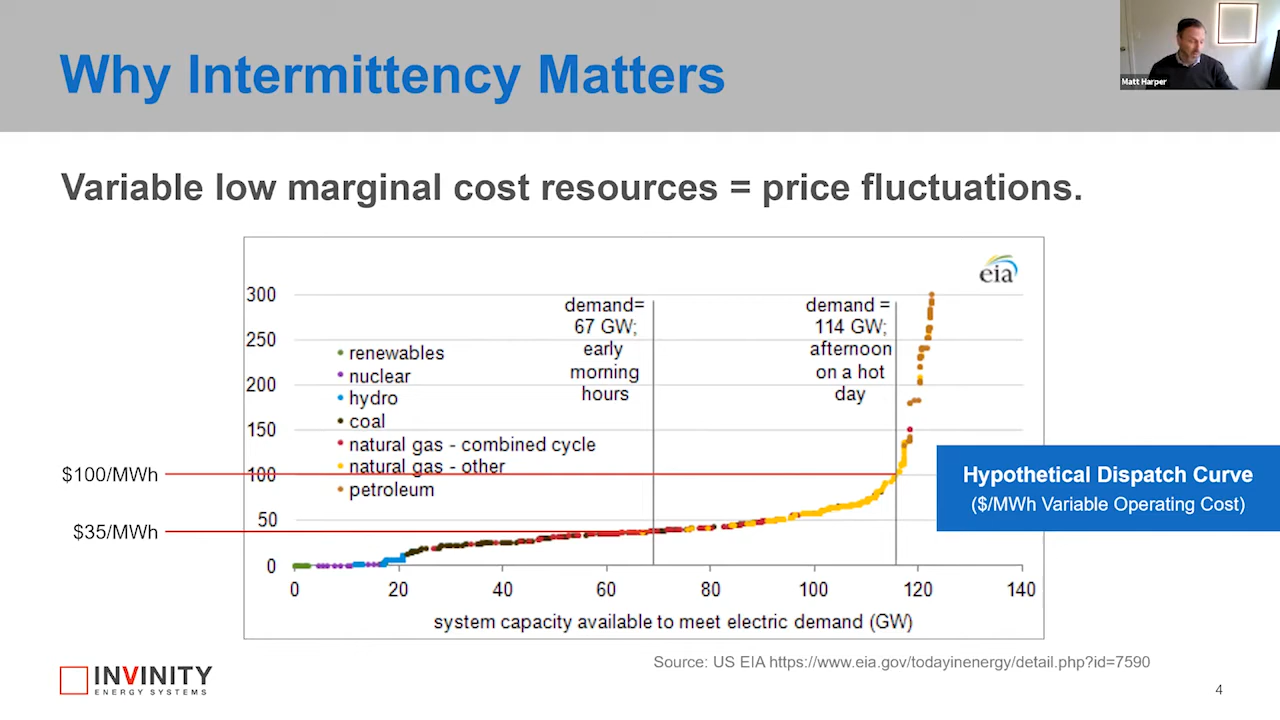 Why Intermittency Matters
Matt Harper
Variable low marginal cost resources = price fluctuations.
eia
300
250
200
150
100
50
0
renewables
nuclear
hydro
coal
natural gas - combined cycle
natural gas - other
petroleum
demand=
67 GW;
early
morning
hours
demand =
114 GW;
afternoon
on a hot
day
$100/MWh
$35/MWh
Hypothetical Dispatch Curve
($/MWh Variable Operating Cost)
0 20 40 60 80 100 120 140
system capacity available to meet electric demand (GW)
Source: US EIA https://www.eia.gov/todayinenergy/detail.php?id=7590
INVINITY
ENERGY SYSTEMS
4